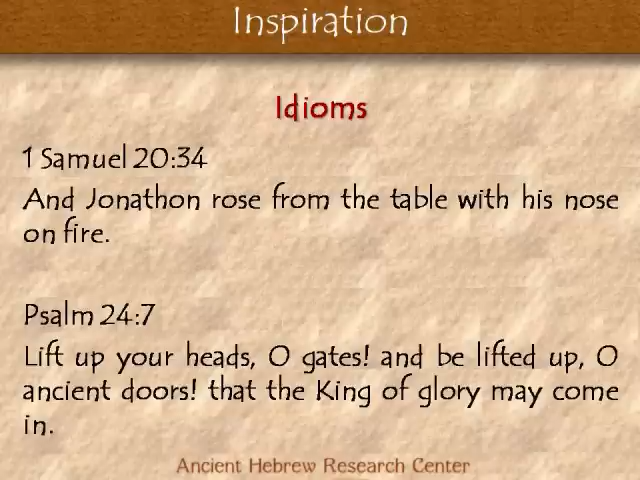 Inspiration
Idioms
1 Samuel 20:34
And Jonathon rose from the table with his nose
on fire.
Psalm 24:7
Lift up your heads, O gates! and be lifted up, O
ancient doors! that the King of glory may come
in.
Ancient Hebrew Research Center